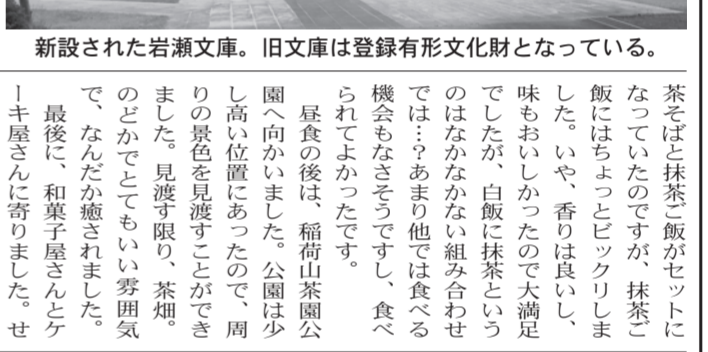 新設された岩瀬文庫。旧文庫は登録有形文化財となっている。
茶そばと抹茶ご飯がセットに
なっていたのですが、抹茶ご
飯にはちょっとビックリしま
した。いや、香りは良いし、
味もおいしかったので大満足
でしたが、白飯に抹茶という
のはなかなかない組み合わせ
では…？あまり他では食べる
機会もなさそうですし、食べ
られてよかったです。
昼食の後は、稲荷山茶園公
園へ向かいました。公園は少
し高い位置にあったので、周
りの景色を見渡すことができ
ました。見渡す限り、茶畑。
のどかでとてもいい雰囲気
で、なんだか癒されました。
最後に、和菓子屋さんとケ
ーキ屋さんに寄りました。せ